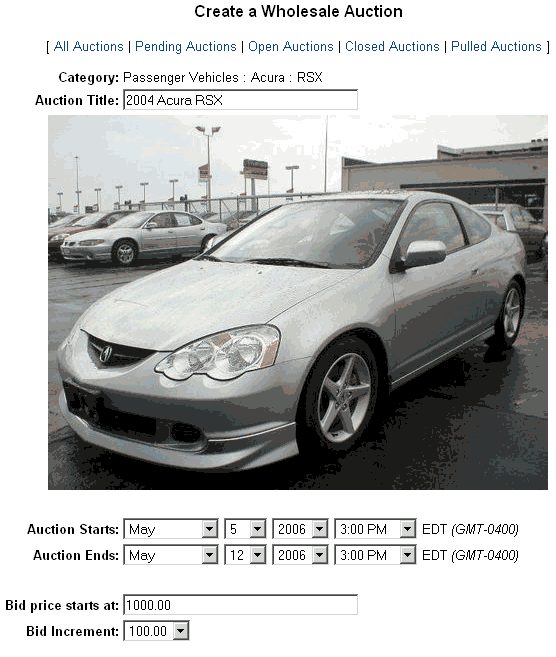 Create a Wholesale Auction
[ All Auctions | Pending Auctions | Open Auctions | Closed Auctions | Pulled Auctions ]
Category: Passenger Vehicles : Acura : RSX
Auction Title: 2004 Acura RSX
Auction Starts: May 5 2006 3:00 PM EDT (GMT-0400)
Auction Ends: May 12 2006 3:00 PM EDT (GMT-0400)
Bid price starts at: 1000.00
Bid Increment: 100.00